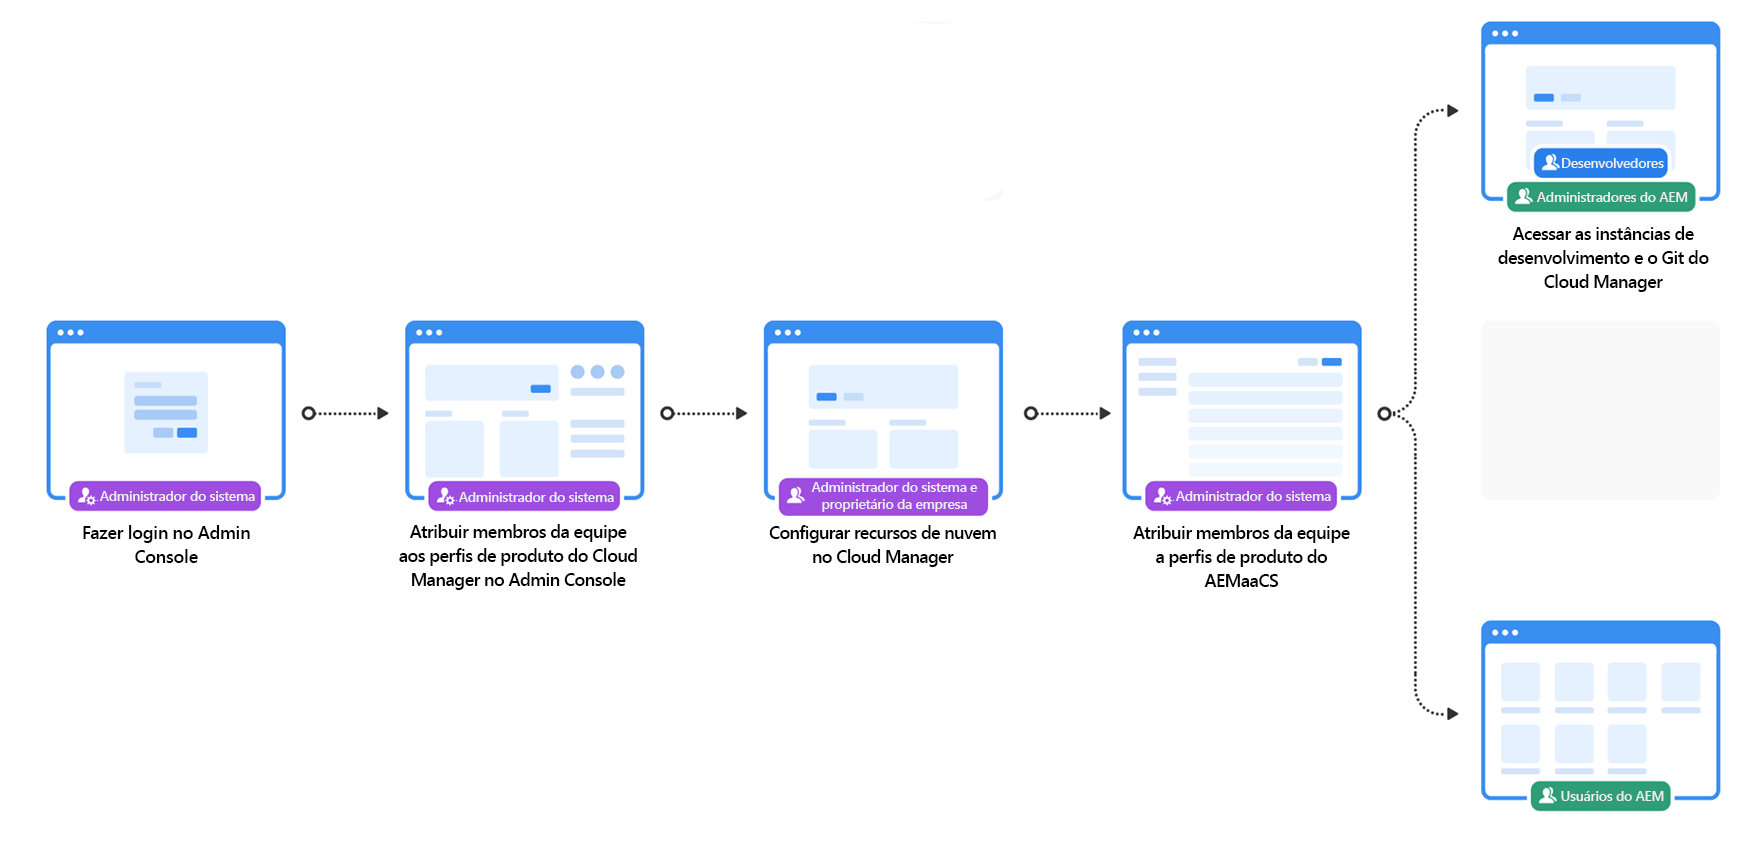 Administrador do sistema
Fazer login no Admin
Console
Administrador do sistema
Atribuir membros da equipe
aos perfis de produto do Cloud
Manager no Admin Console
Administrador do sistema e
proprietário da empresa
Configurar recursos de nuvem
no Cloud Manager
Administrador do sistema
Atribuir membros da equipe
a perfis de produto do
AEMaaCS
Desenvolvedores
Administradores do AEM
Acessar as instâncias de
desenvolvimento e o Git do
Cloud Manager
Usuários do AEM